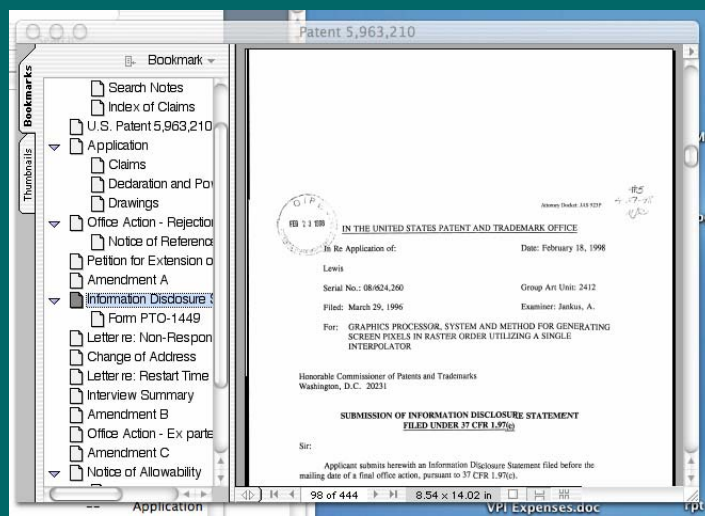 Patent 5,963,210
Bookmark
Bookmarks
Thumbnails
Search Notes
Index of Claims
U.S. Patent 5,963,210
Application
Claims
Declaration and Po
Drawings
Office Action - Rejection
Notice of Reference
Petition for Extension o
Amendment A
Information Disclosure S
Form PTO-1449
Letter re: Non-Respon
Change of Address
Letter re: Restart Time
Interview Summary
Amendment B
Office Action - Ex parte
Amendment C
Notice of Allowability
Application
Attorney Docket: JAS 925P
OIPE
FEB 23 1998
IN THE UNITED STATES PATENT AND TRADEMARK OFFICE
In Re Application of: Date: February 18, 1998
Lewis
Serial No.: 08/624,260 Group Art Unit: 2412
Filed: March 29, 1996 Examiner: Jankus, A.
For: GRAPHICS PROCESSOR, SYSTEM AND METHOD FOR GENERATING
SCREEN PIXELS IN RASTER ORDER UTILIZING A SINGLE
INTERPOLATOR
Honorable Commissioner of Patents and Trademarks
Washington, D.C. 20231
SUBMISSION OF INFORMATION DISCLOSURE STATEMENT
FILED UNDER 37 CFR 1.97(c)
Sir:
Applicant submits herewith an Information Disclosure Statement filed before the
mailing date of a final office action, pursuant to 37 CFR 1.97(c).
98 of 444 8.54 x 14.02 in
VPI Expenses.doc
rpt